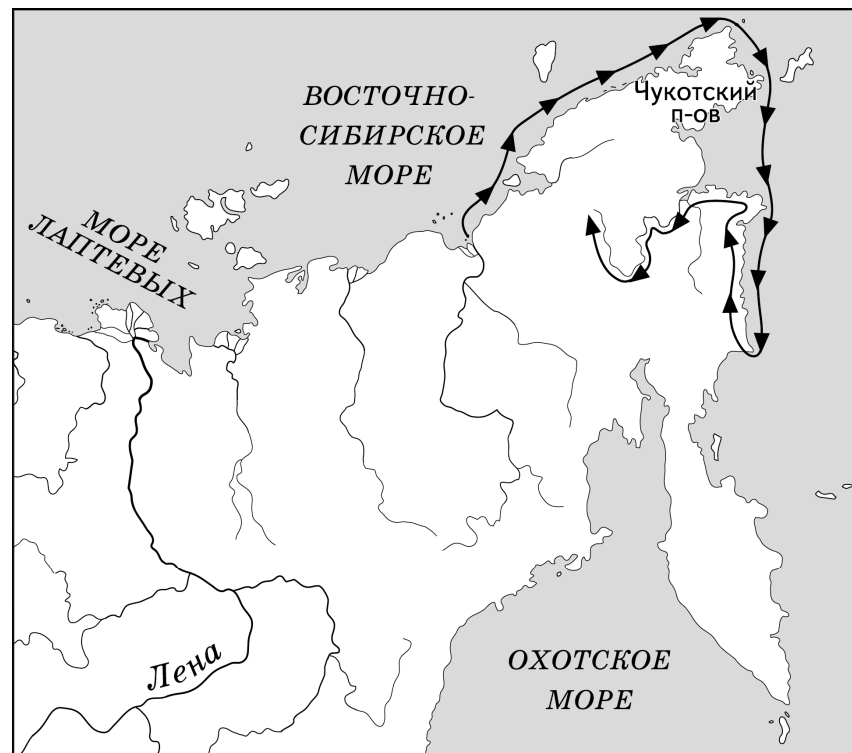 ВОСТОЧНО-
СИБИРСКОЕ
МОРЕ
Чукотский
п-ов
МОРЕ
ЛАПТЕВЫХ
Лена
ОХОТСКОЕ
МОРЕ